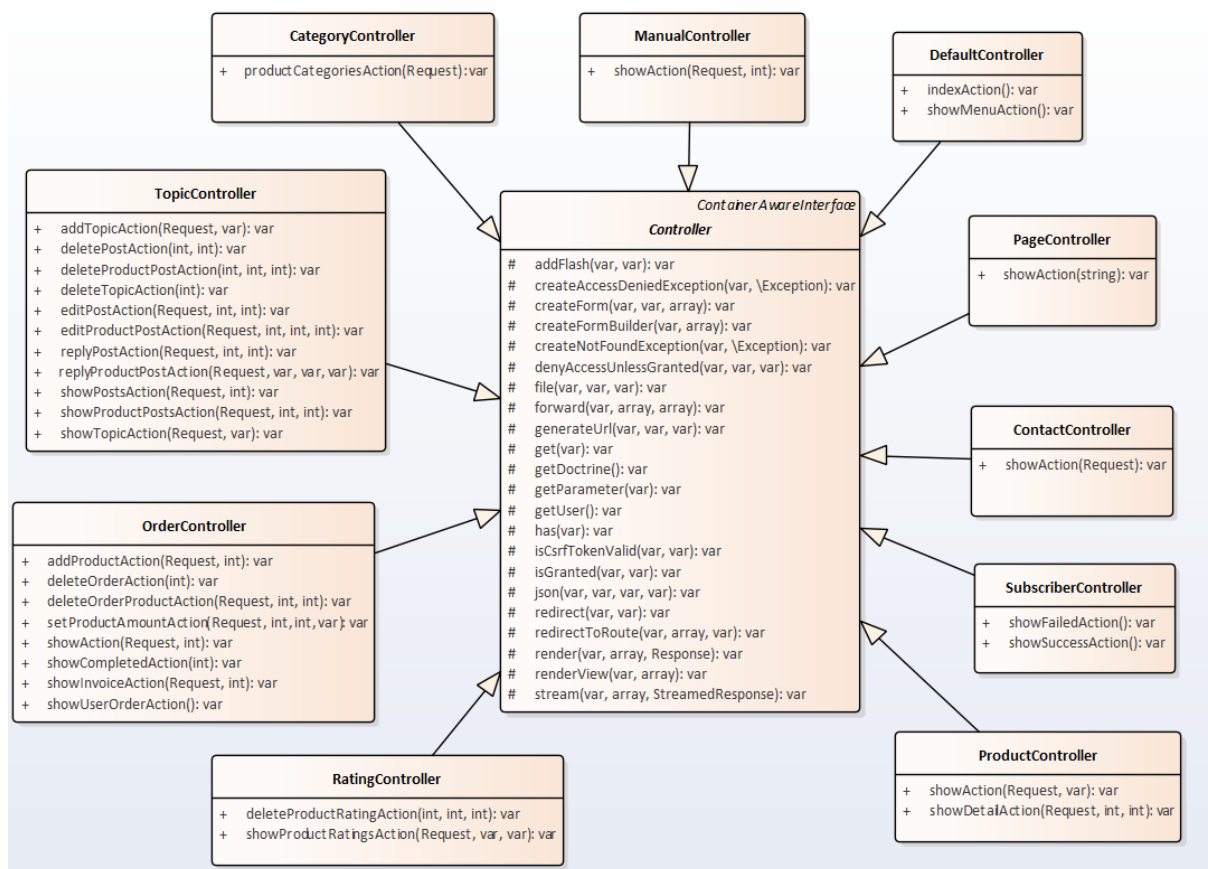 CategoryController
+ productCategoriesAction(Request):var
ManualController
+ showAction(Request, int): var
DefaultController
+ indexAction(): var
+ showMenuAction(): var
TopicController
+ addTopicAction(Request, var): var
+ deletePostAction(int, int): var
+ deleteProductPostAction(int, int, int): var
+ deleteTopicAction(int): var
+ editPostAction(Request, int, int): var
+ editProductPostAction(Request, int, int, int): var
+ replyPostAction(Request, int, int): var
+ replyProductPostAction(Request, var, var, var): var
+ showPostsAction(Request, int): var
+ showProductPostsAction(Request, int, int): var
+ showTopicAction(Request, var): var
ContainerAwareInterface
Controller
# addFlash(var, var): var
# createAccessDeniedException(var, \Exception): var
# createForm(var, var, array): var
# createFormBuilder(var, array): var
# createNotFoundException(var, \Exception): var
# denyAccessUnlessGranted(var, var, var): var
# file(var, var, var): var
# forward(var, array, array): var
# generateUrl(var, var, var): var
# get(var): var
# getDoctrine(): var
# getParameter(var): var
# getUser(): var
# has(var): var
# isCsrfTokenValid(var, var): var
# isGranted(var, var): var
# json(var, var, var, var): var
# redirect(var, var): var
# redirectToRoute(var, array, var): var
# render(var, array, Response): var
# renderView(var, array): var
# stream(var, array, StreamedResponse): var
PageController
+ showAction(string): var
ContactController
+ showAction(Request): var
OrderController
+ addProductAction(Request, int): var
+ deleteOrderAction(int): var
+ deleteOrderProductAction(Request, int, int): var
+ setProductAmountAction(Request, int, int, var): var
+ showAction(Request, int): var
+ showCompletedAction(int): var
+ showInvoiceAction(Request, int): var
+ showUserOrderAction(): var
SubscriberController
+ showFailedAction(): var
+ showSuccessAction(): var
RatingController
+ deleteProductRatingAction(int, int, int): var
+ showProductRatingsAction(Request, var, var): var
ProductController
+ showAction(Request, var): var
+ showDetailAction(Request, int, int): var